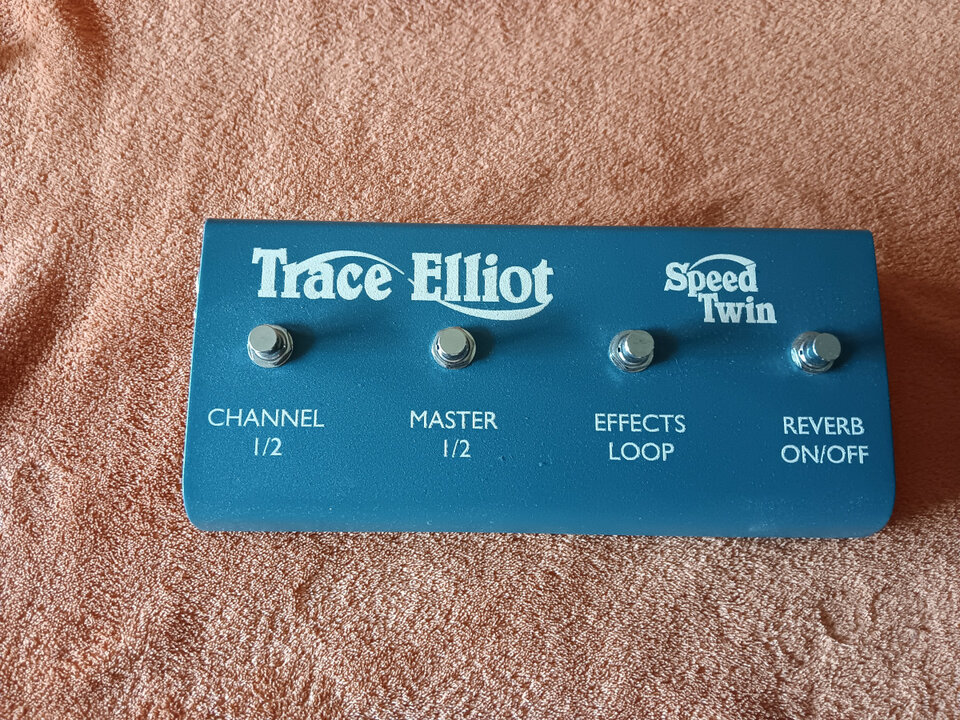 Trace Elliot
Speed
Twin
CHANNEL
1/2
MASTER
1/2
EFFECTS
LOOP
REVERB
ON/OFF